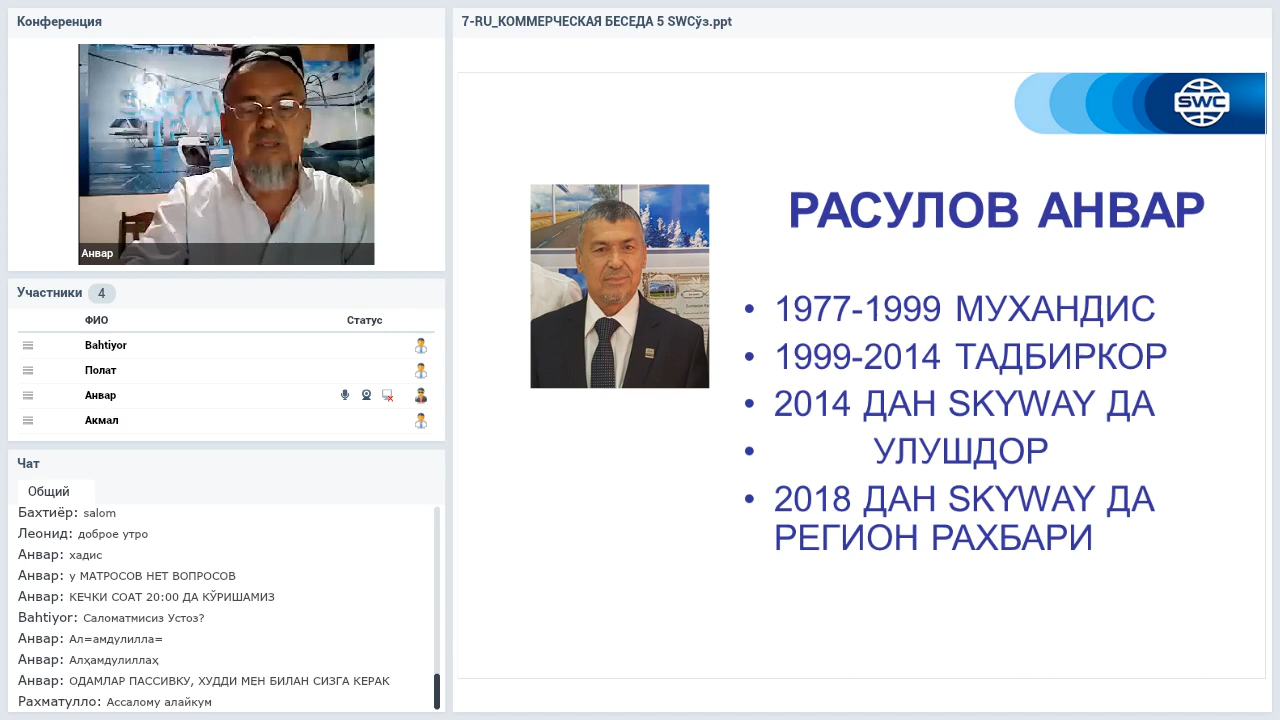 Конференция
Анвар
Участники 4
ФИО Статус
Bahtiyor
Полат
Анвар
Акмал
Чат
Общий
Бахтиёр: salom
Леонид: доброе утро
Анвар: хадис
Анвар: у МАТРОСОВ НЕТ ВОПРОСОВ
Анвар: КЕЧКИ СОАТ 20:00 ДА КЎРИШАМИЗ
Bahtiyor: Саломатмисиз Устоз?
Анвар: Ал=амдулилла=
Анвар: Алҳамдулиллаҳ
Анвар: ОДАМЛАР ПАССИВКУ, ХУДДИ МЕН БИЛАН СИЗГА КЕРАК
Рахматулло: Ассалому алайкум
7-RU_КОММЕРЧЕСКАЯ БЕСЕДА 5 SWCўз.ppt
SWC
РАСУЛОВ АНВАР
• 1977-1999 МУХАНДИС
• 1999-2014 ТАДБИРКОР
• 2014 ДАН SKYWAY ДА
• УЛУШДОР
• 2018 ДАН SKYWAY ДА
РЕГИОН РАХБАРИ